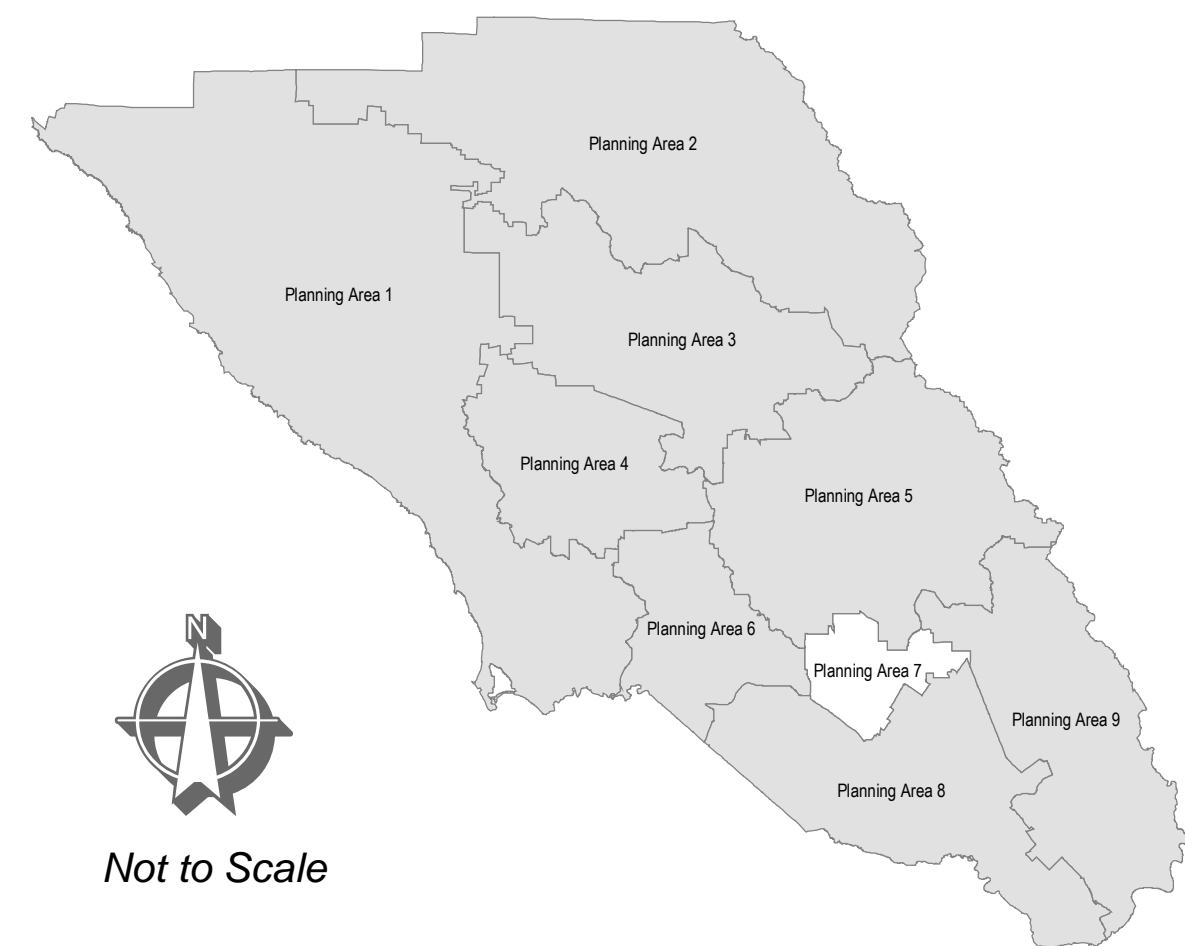 Planning Area 2
Planning Area 1
Planning Area 3
Planning Area 4
Planning Area 5
Planning Area 6
Planning Area 7
Planning Area 9
Planning Area 8
N
Not to Scale